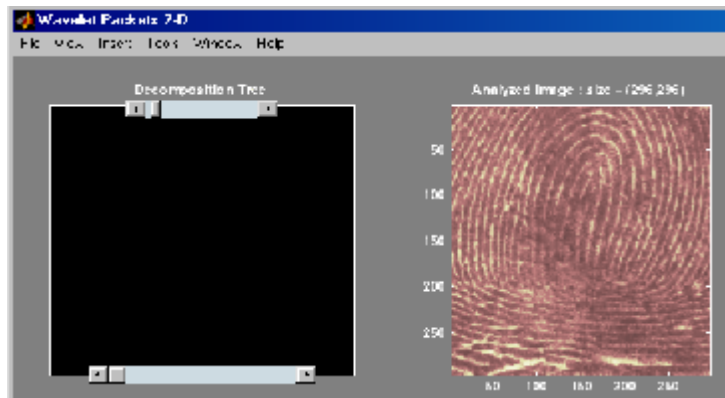 Wavelet Packets 2-D
File View Insert Tools Window Help
Decomposition Tree
Analyzed Image : size = (296,296)
50
100
150
200
250
50 100 150 200 250